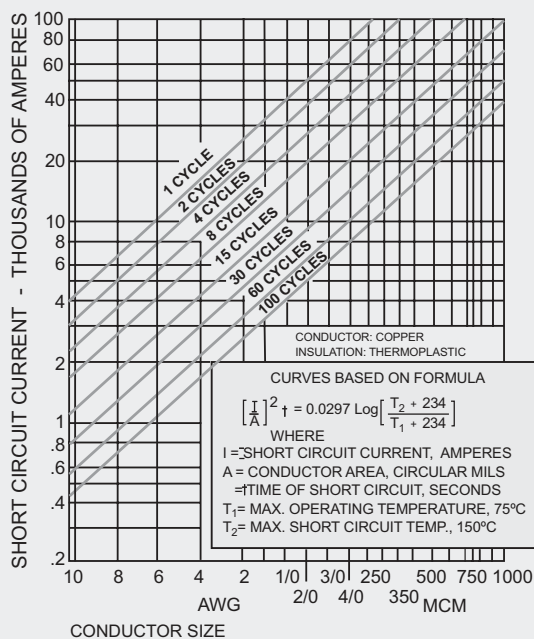 SHORT CIRCUIT CURRENT - THOUSANDS OF AMPERES
100
80
60
40
20
10
8
6
4
2
1
.8
.6
.4
.2
1 CYCLE
2 CYCLES
4 CYCLES
8 CYCLES
15 CYCLES
30 CYCLES
60 CYCLES
100 CYCLES
CONDUCTOR: COPPER
INSULATION: THERMOPLASTIC
CURVES BASED ON FORMULA
[I/A]² t = 0.0297 Log[T₂ + 234 / T₁ + 234]
WHERE
I = SHORT CIRCUIT CURRENT, AMPERES
A = CONDUCTOR AREA, CIRCULAR MILS
t = TIME OF SHORT CIRCUIT, SECONDS
T₁= MAX. OPERATING TEMPERATURE, 75ºC
T₂= MAX. SHORT CIRCUIT TEMP., 150ºC
10 8 6 4 2 1/0 3/0 250 500 750 1000
2/0 4/0 350 MCM
AWG
CONDUCTOR SIZE